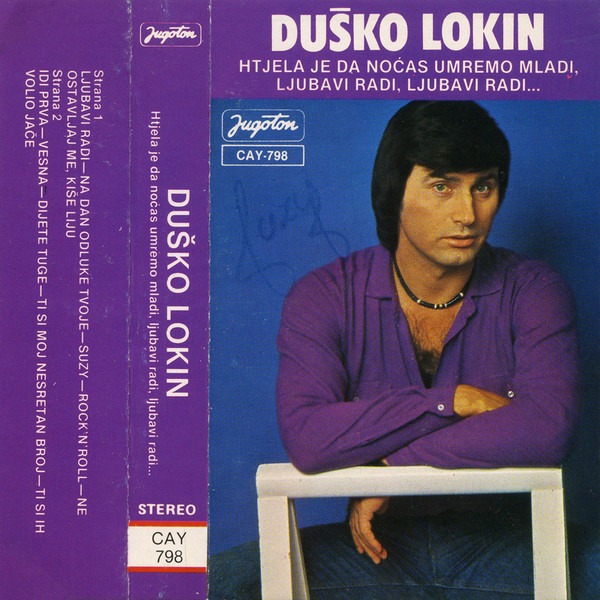 Strana 1
LJUBAVI RADI—NA DAN ODLUKE TVOJE—SUZY—ROCK'N'ROLL—NE
OSTAVLJAJ ME, KISE LIJU
Strana 2
IDI PRVA—VESNA—DIJETE TUGE—TI SI MOJ NESRETAN BROJ—TI SI IH
VOLIO JAČE
Jugoton
Htjela je da noćas umremo mladi, ljubavi radi, ljubavi radi...
DUŠKO LOKIN
STEREO
CAY
798
DUŠKO LOKIN
HTJELA JE DA NOĆAS UMREMO MLADI,
LJUBAVI RADI, LJUBAVI RADI...
Jugoton
CAY-798